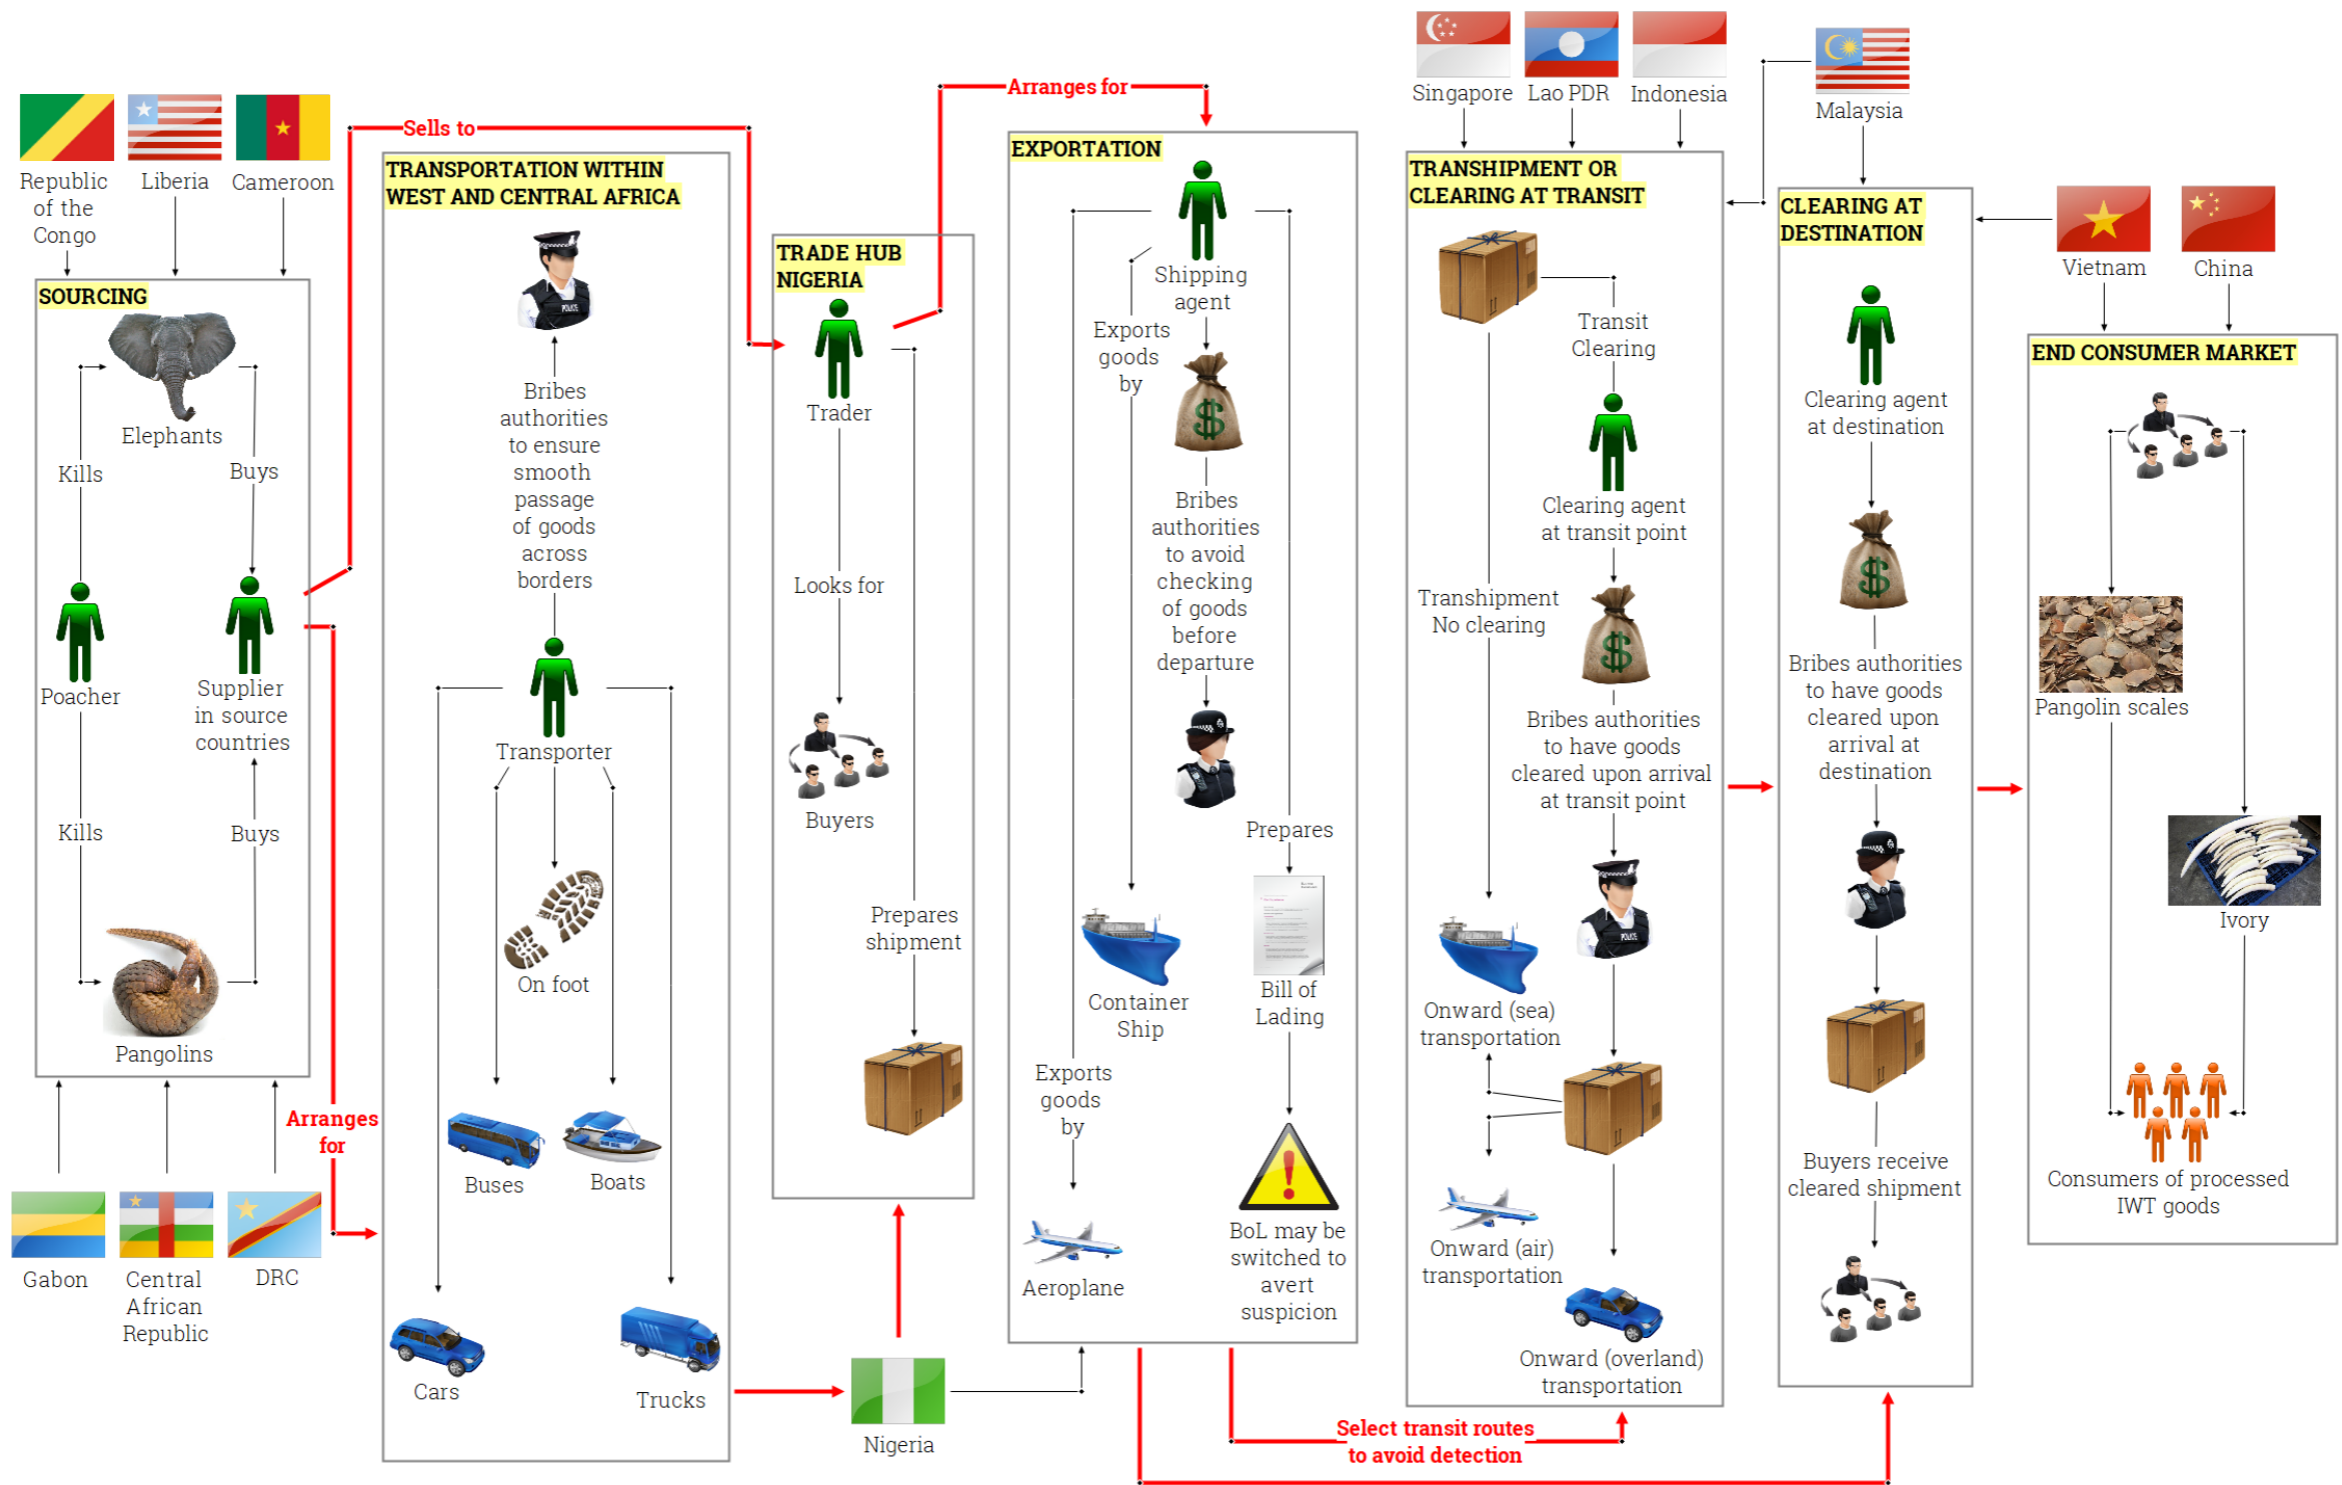 Republic
of the
Congo
Liberia
Cameroon
SOURCING
Elephants
Kills
Buys
Poacher
Supplier
in source
countries
Kills
Buys
Pangolins
Gabon
Central
African
Republic
DRC
Sells to
Arranges
for
TRANSPORTATION WITHIN
WEST AND CENTRAL AFRICA
POLICE
Bribes
authorities
to ensure
smooth
passage
of goods
across
borders
Transporter
On foot
Buses
Boats
Cars
Trucks
TRADE HUB
NIGERIA
Trader
Looks for
Buyers
Prepares
shipment
Nigeria
Arranges for
EXPORTATION
Shipping
agent
Exports
goods
by
$
Bribes
authorities
to avoid
checking
of goods
before
departure
Prepares
Container
Ship
Bill of
Lading
Exports
goods
by
Aeroplane
BoL may be
switched to
avert
suspicion
Select transit routes
to avoid detection
Singapore
Lao PDR
Indonesia
Malaysia
TRANSHIPMENT OR
CLEARING AT TRANSIT
Transit
Clearing
Clearing agent
at transit point
Transhipment
No clearing
$
Bribes authorities
to have goods
cleared upon arrival
at transit point
POLICE
Onward (sea)
transportation
Onward (air)
transportation
Onward (overland)
transportation
CLEARING AT
DESTINATION
Clearing agent
at destination
$
Bribes authorities
to have goods
cleared upon
arrival at
destination
Buyers receive
cleared shipment
Vietnam
China
END CONSUMER MARKET
Pangolin scales
Ivory
Consumers of processed
IWT goods